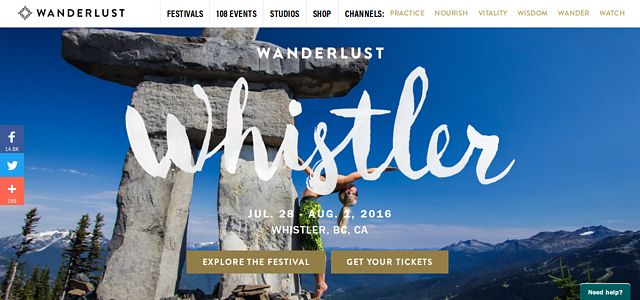 WANDERLUST
FESTIVALS 108 EVENTS STUDIOS SHOP CHANNELS: PRACTICE NOURISH VITALITY WISDOM WANDER WATCH
WANDERLUST
Whistler
14.8K
199
JUL. 28 - AUG. 1, 2016
WHISTLER, BC, CA
EXPLORE THE FESTIVAL GET YOUR TICKETS
Need help?